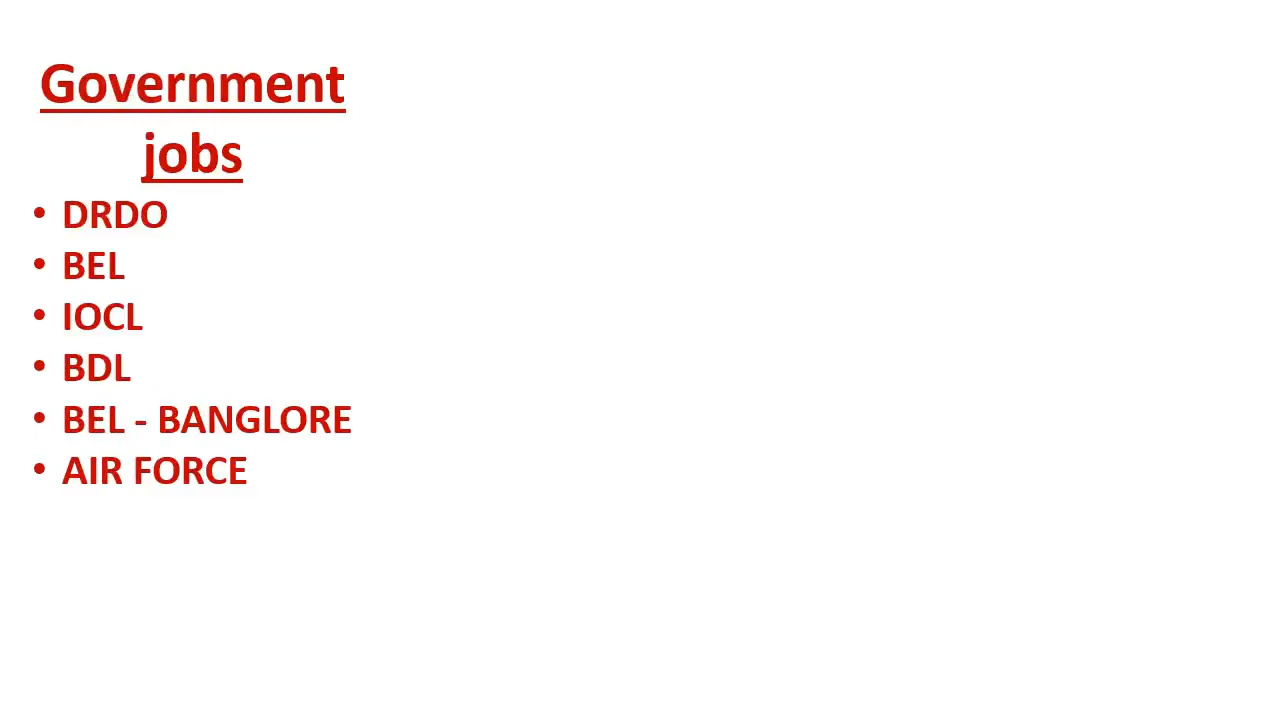 Government
jobs
• DRDO
• BEL
• IOCL
• BDL
• BEL - BANGLORE
• AIR FORCE